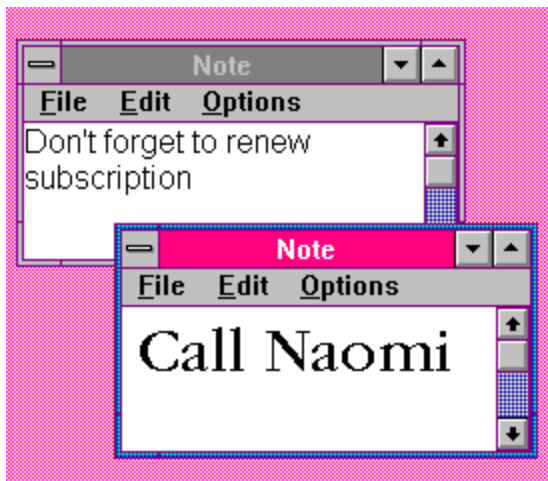 Note
File Edit Options
Don't forget to renew
subscription
Note
File Edit Options
Call Naomi